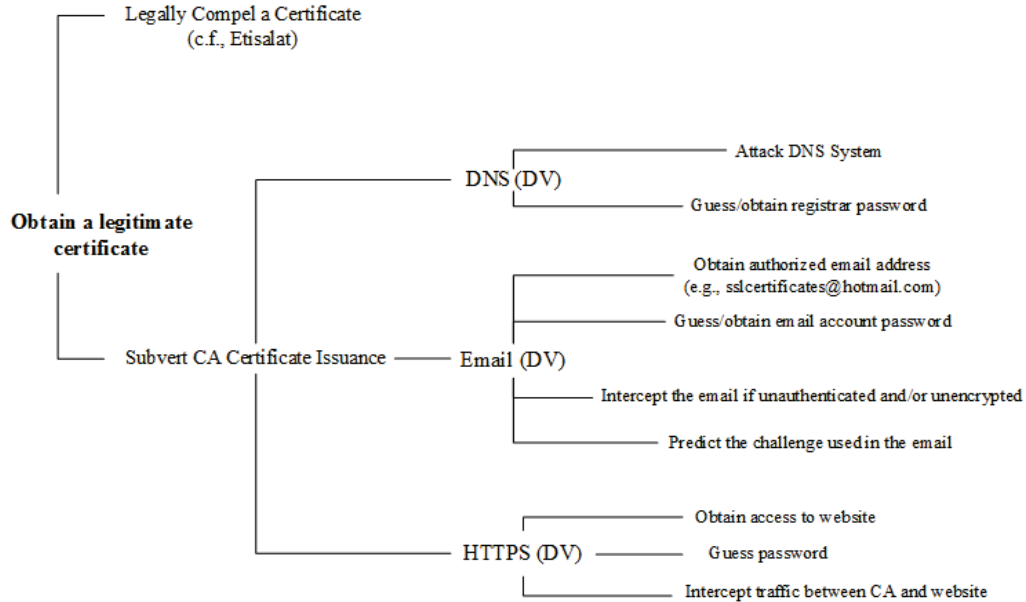 Legally Compel a Certificate
(c.f., Etisalat)
Attack DNS System
DNS (DV)
Guess/obtain registrar password
Obtain a legitimate
certificate
Obtain authorized email address
(e.g., sslcertificates@hotmail.com)
Guess/obtain email account password
Subvert CA Certificate Issuance
Email (DV)
Intercept the email if unauthenticated and/or unencrypted
Predict the challenge used in the email
Obtain access to website
HTTPS (DV)
Guess password
Intercept traffic between CA and website